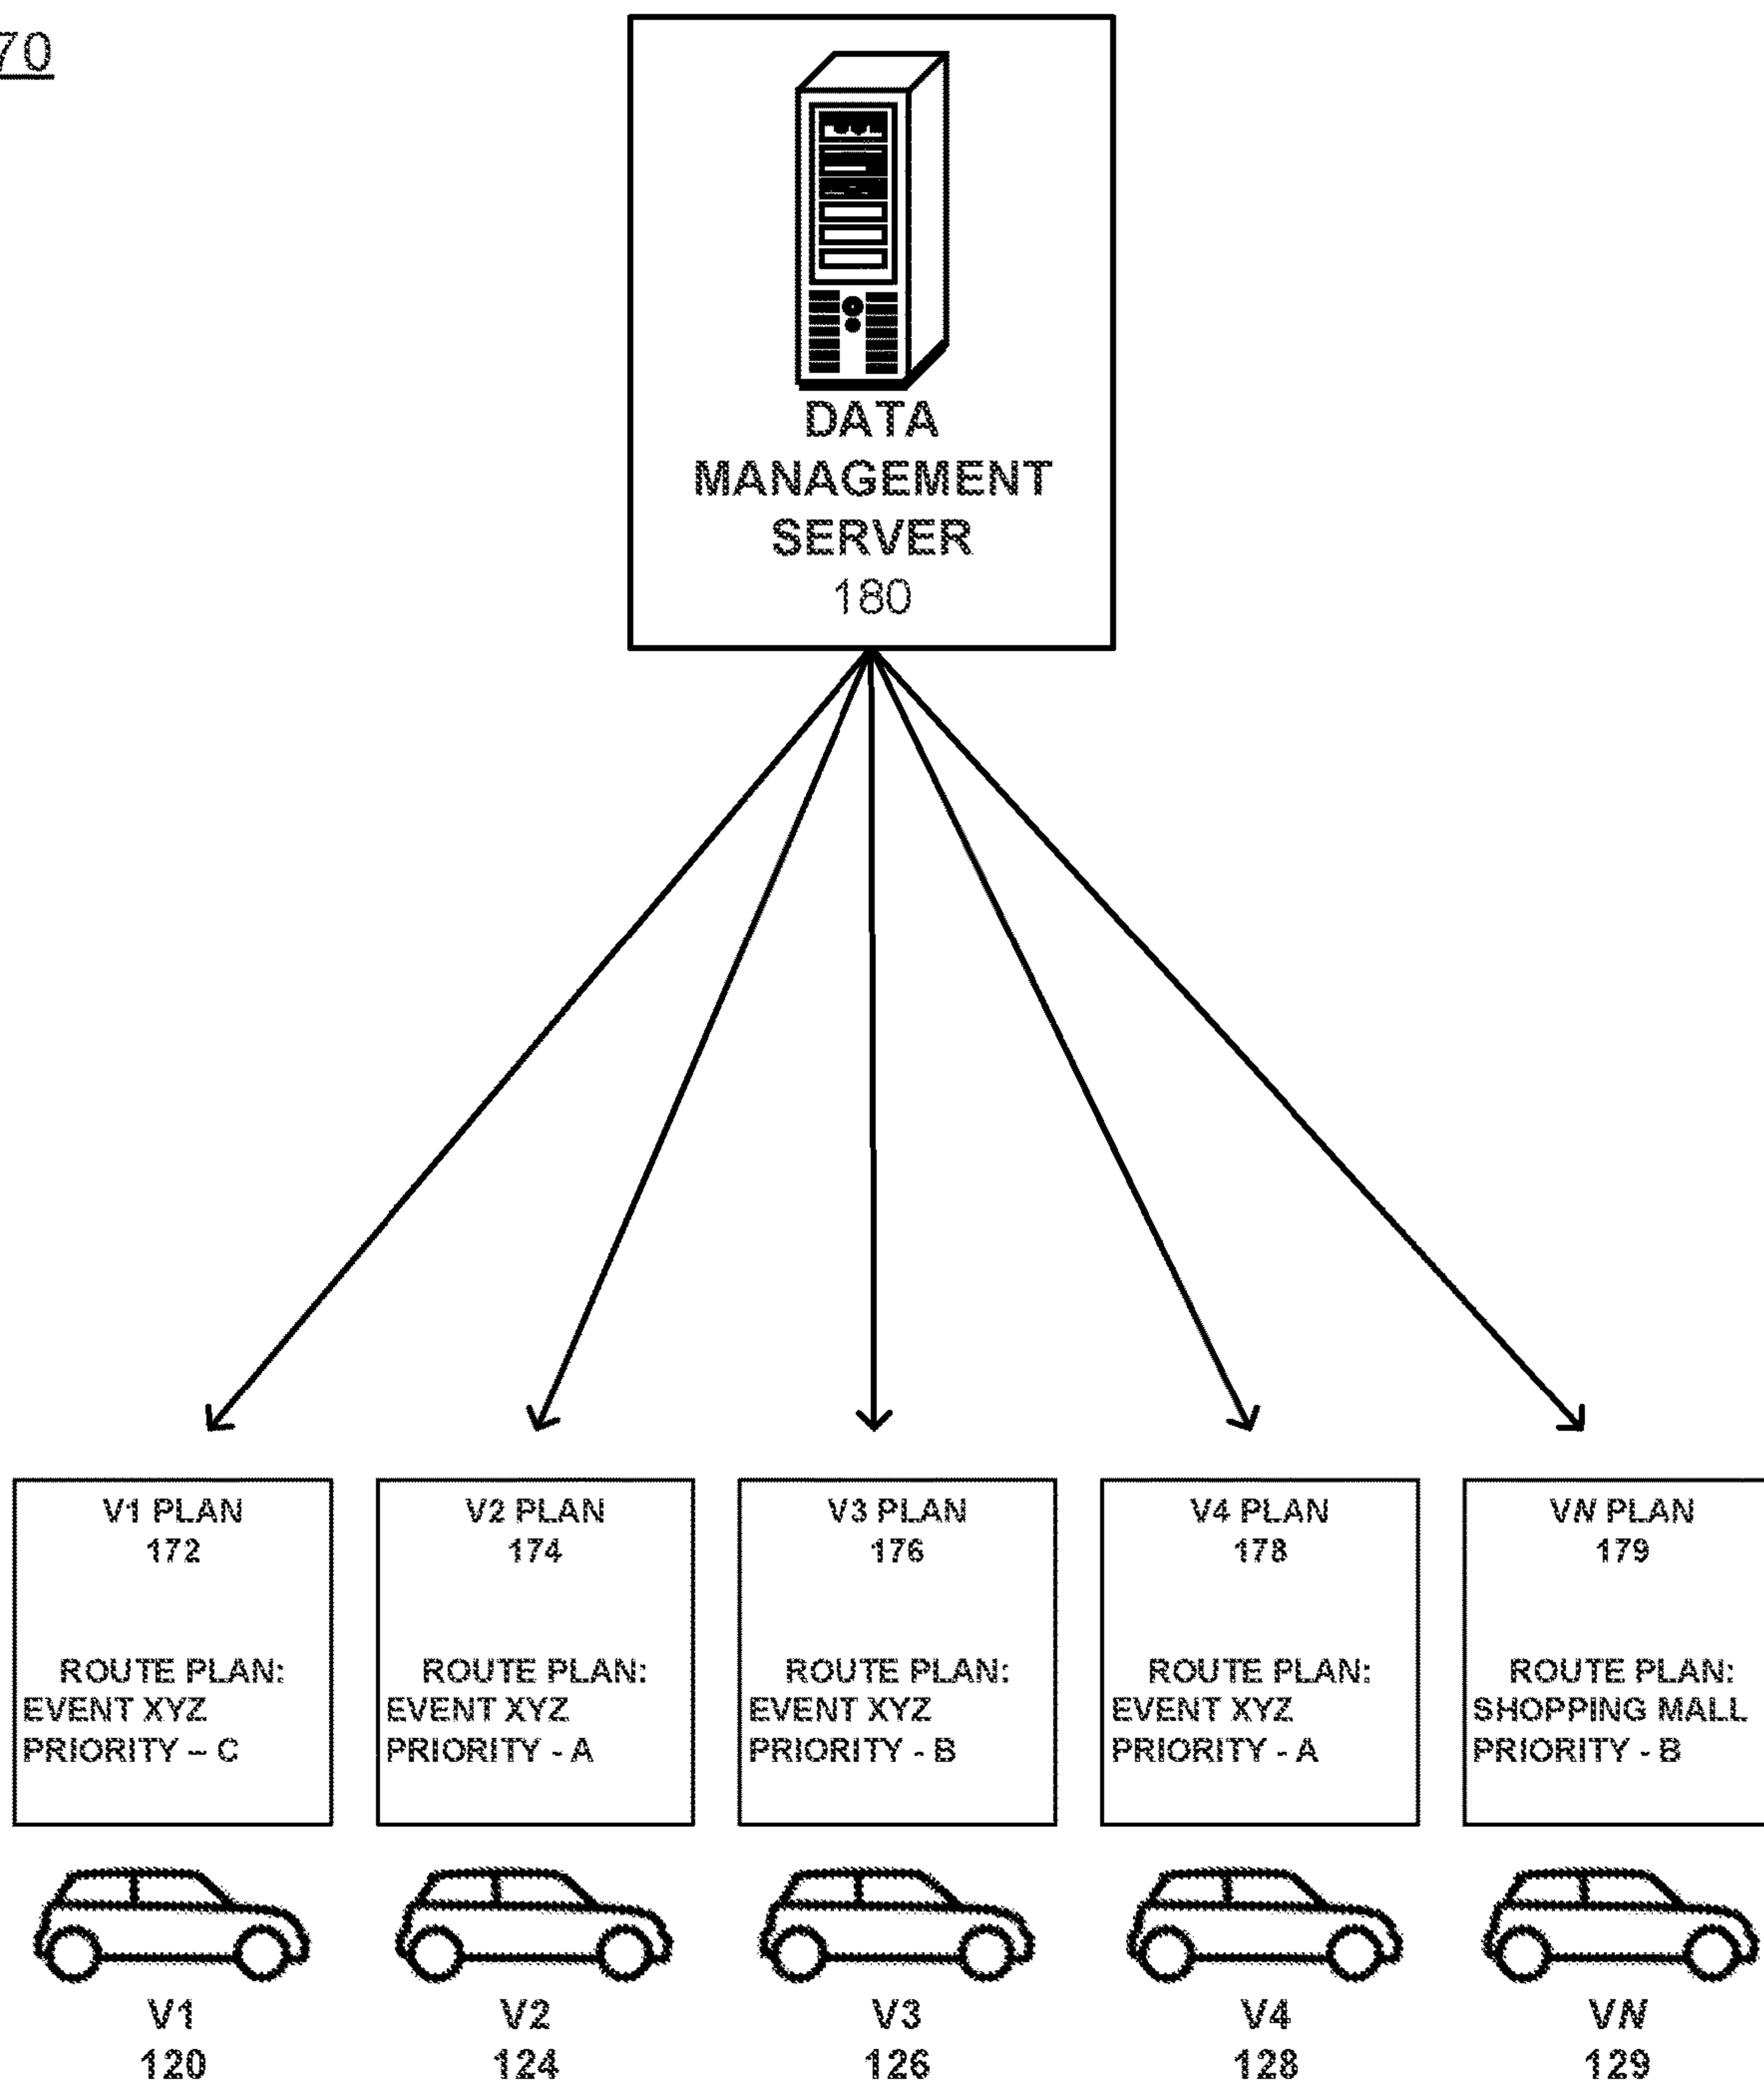 70
DATA
MANAGEMENT
SERVER
180
V1 PLAN
172
ROUTE PLAN:
EVENT XYZ
PRIORITY – C
V2 PLAN
174
ROUTE PLAN:
EVENT XYZ
PRIORITY - A
V3 PLAN
176
ROUTE PLAN:
EVENT XYZ
PRIORITY - B
V4 PLAN
178
ROUTE PLAN:
EVENT XYZ
PRIORITY - A
VN PLAN
179
ROUTE PLAN:
SHOPPING MALL
PRIORITY - B
V1
120
V2
124
V3
126
V4
128
VN
129